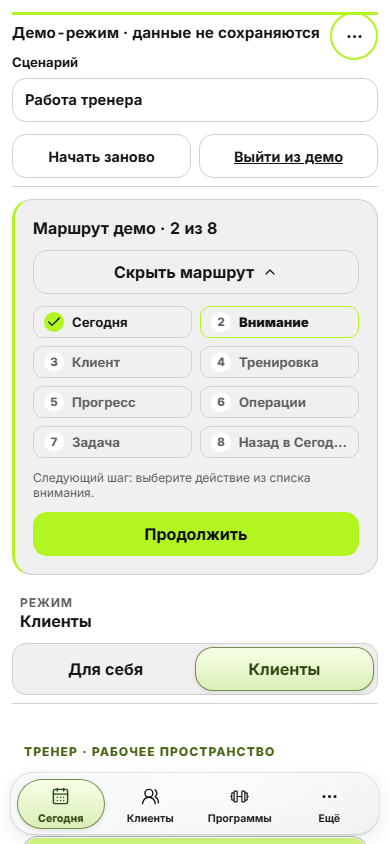 Демо-режим · данные не сохраняются
Сценарий
Работа тренера
Начать заново
Выйти из демо
Маршрут демо · 2 из 8
Скрыть маршрут
Сегодня
2 Внимание
3 Клиент
4 Тренировка
5 Прогресс
6 Операции
7 Задача
8 Назад в Сегод...
Следующий шаг: выберите действие из списка
внимания.
Продолжить
РЕЖИМ
Клиенты
Для себя
Клиенты
ТРЕНЕР · РАБОЧЕЕ ПРОСТРАНСТВО
Сегодня
Клиенты
Программы
Ещё